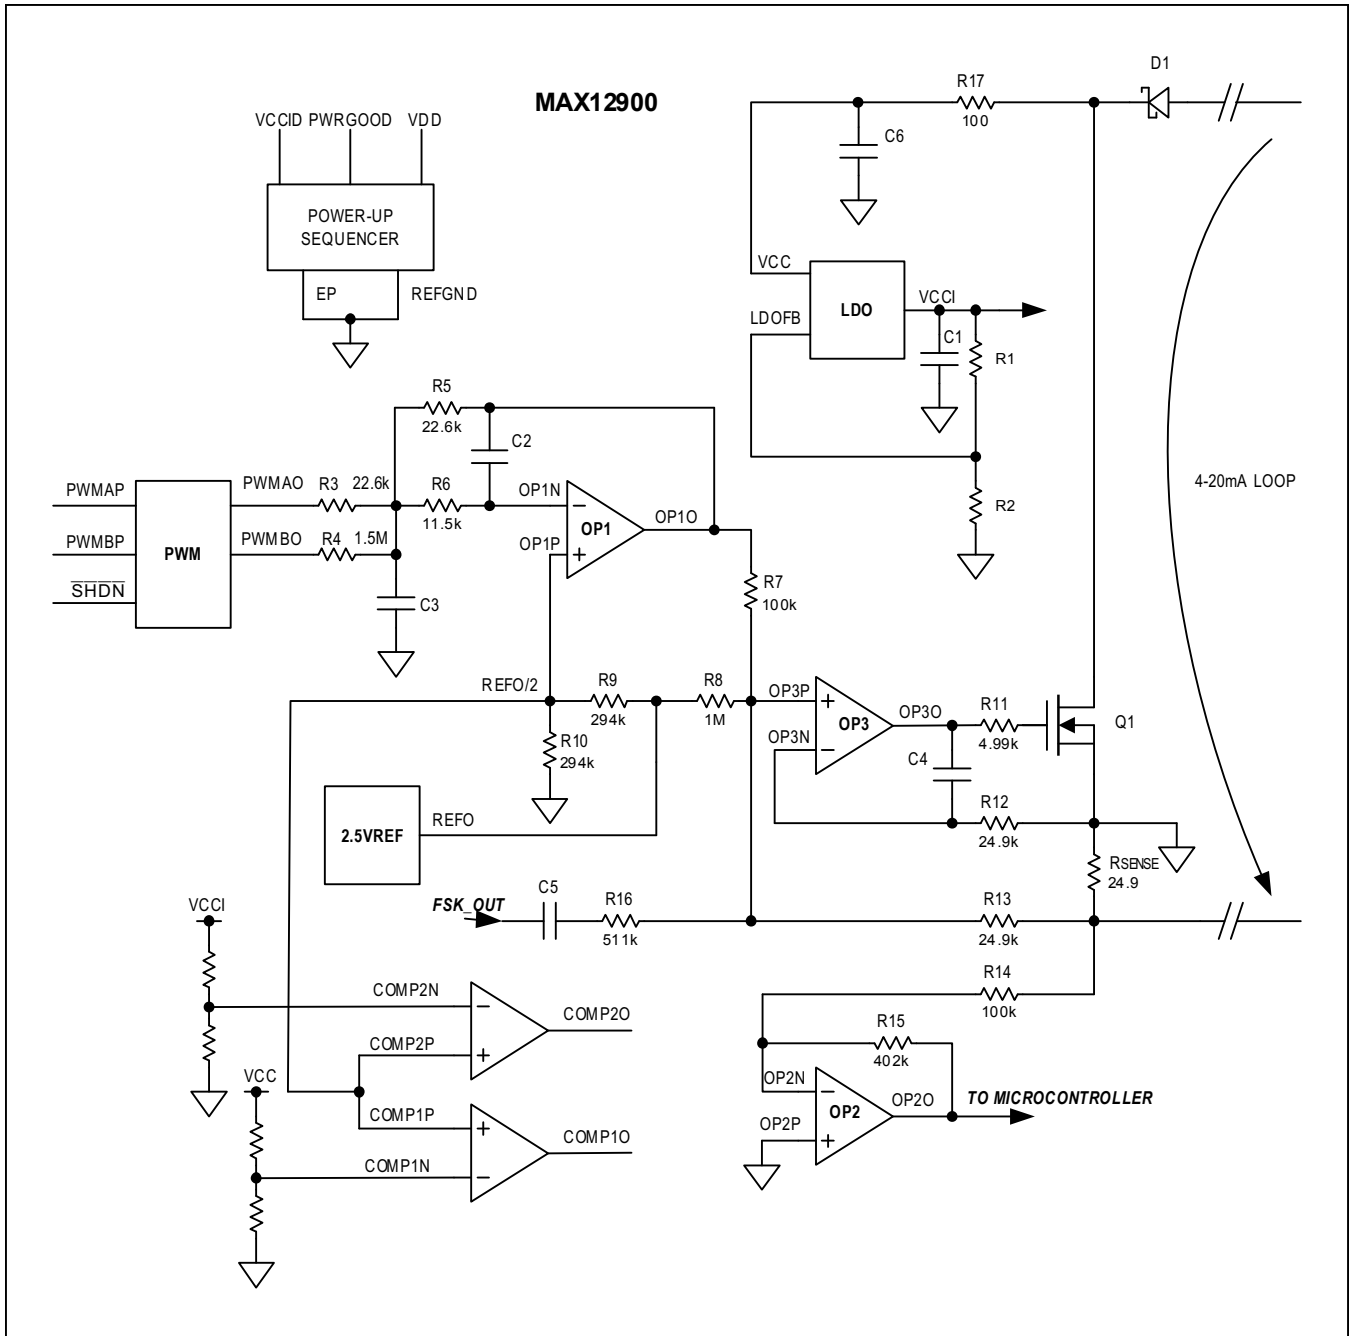 MAX12900
D1
R17
100
C6
VCCID PWRGOOD VDD
POWER-UP
SEQUENCER
EP
REFGND
VCC
LDOFB
LDO
VCCI
C1
R1
R2
4-20mA LOOP
R5
22.6k
C2
PWMAP
PWMBP
SHDN
PWM
PWMAO
R3
22.6k
PWMBO
R4
1.5M
R6
11.5k
C3
OP1N
OP1P
OP1
OP1O
R7
100k
REFO/2
R9
294k
R8
1M
R10
294k
OP3P
OP3N
OP3
OP3O
R11
4.99k
C4
Q1
R12
24.9k
RSENSE
24.9
2.5VREF
REFO
FSK_OUT
C5
R16
511k
R13
24.9k
R14
100k
R15
402k
VCCI
COMP2N
COMP2P
COMP2O
VCC
COMP1P
COMP1N
COMP1O
OP2N
OP2P
OP2
OP2O
TO MICROCONTROLLER